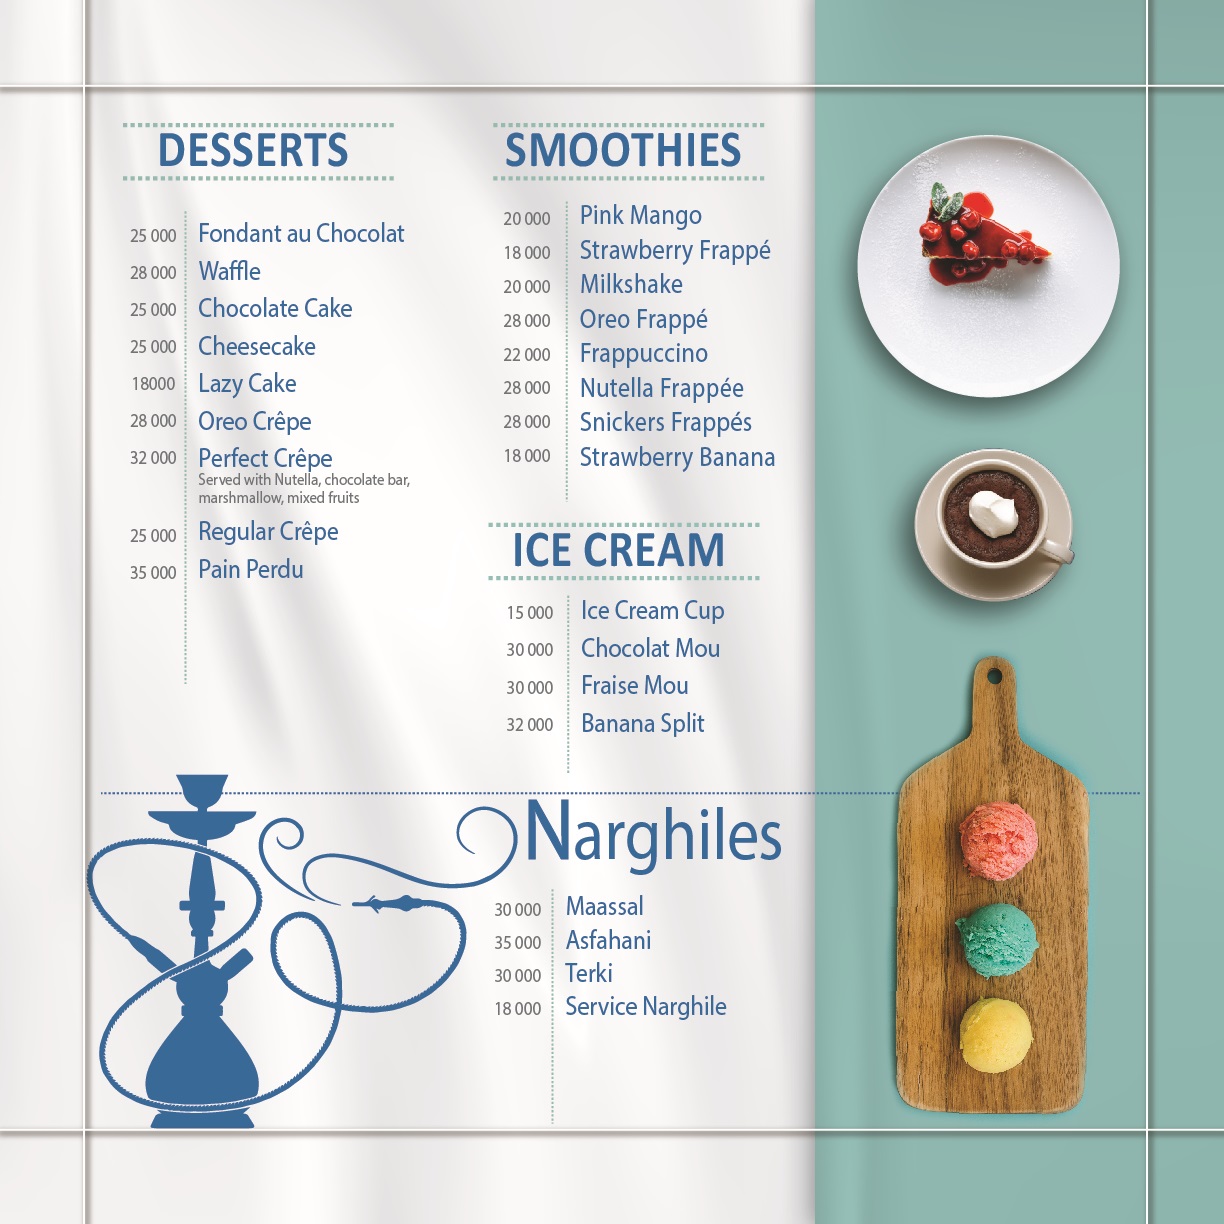 DESSERTS
25 000 Fondant au Chocolat
28 000 Waffle
25 000 Chocolate Cake
25 000 Cheesecake
18000 Lazy Cake
28 000 Oreo Crêpe
32 000 Perfect Crêpe
Served with Nutella, chocolate bar,
marshmallow, mixed fruits
25 000 Regular Crêpe
35 000 Pain Perdu
SMOOTHIES
20 000 Pink Mango
18 000 Strawberry Frappé
20 000 Milkshake
28 000 Oreo Frappé
22 000 Frappuccino
28 000 Nutella Frappée
28 000 Snickers Frappés
18 000 Strawberry Banana
ICE CREAM
15 000 Ice Cream Cup
30 000 Chocolat Mou
30 000 Fraise Mou
32 000 Banana Split
Narghiles
30 000 Maassal
35 000 Asfahani
30 000 Terki
18 000 Service Narghile